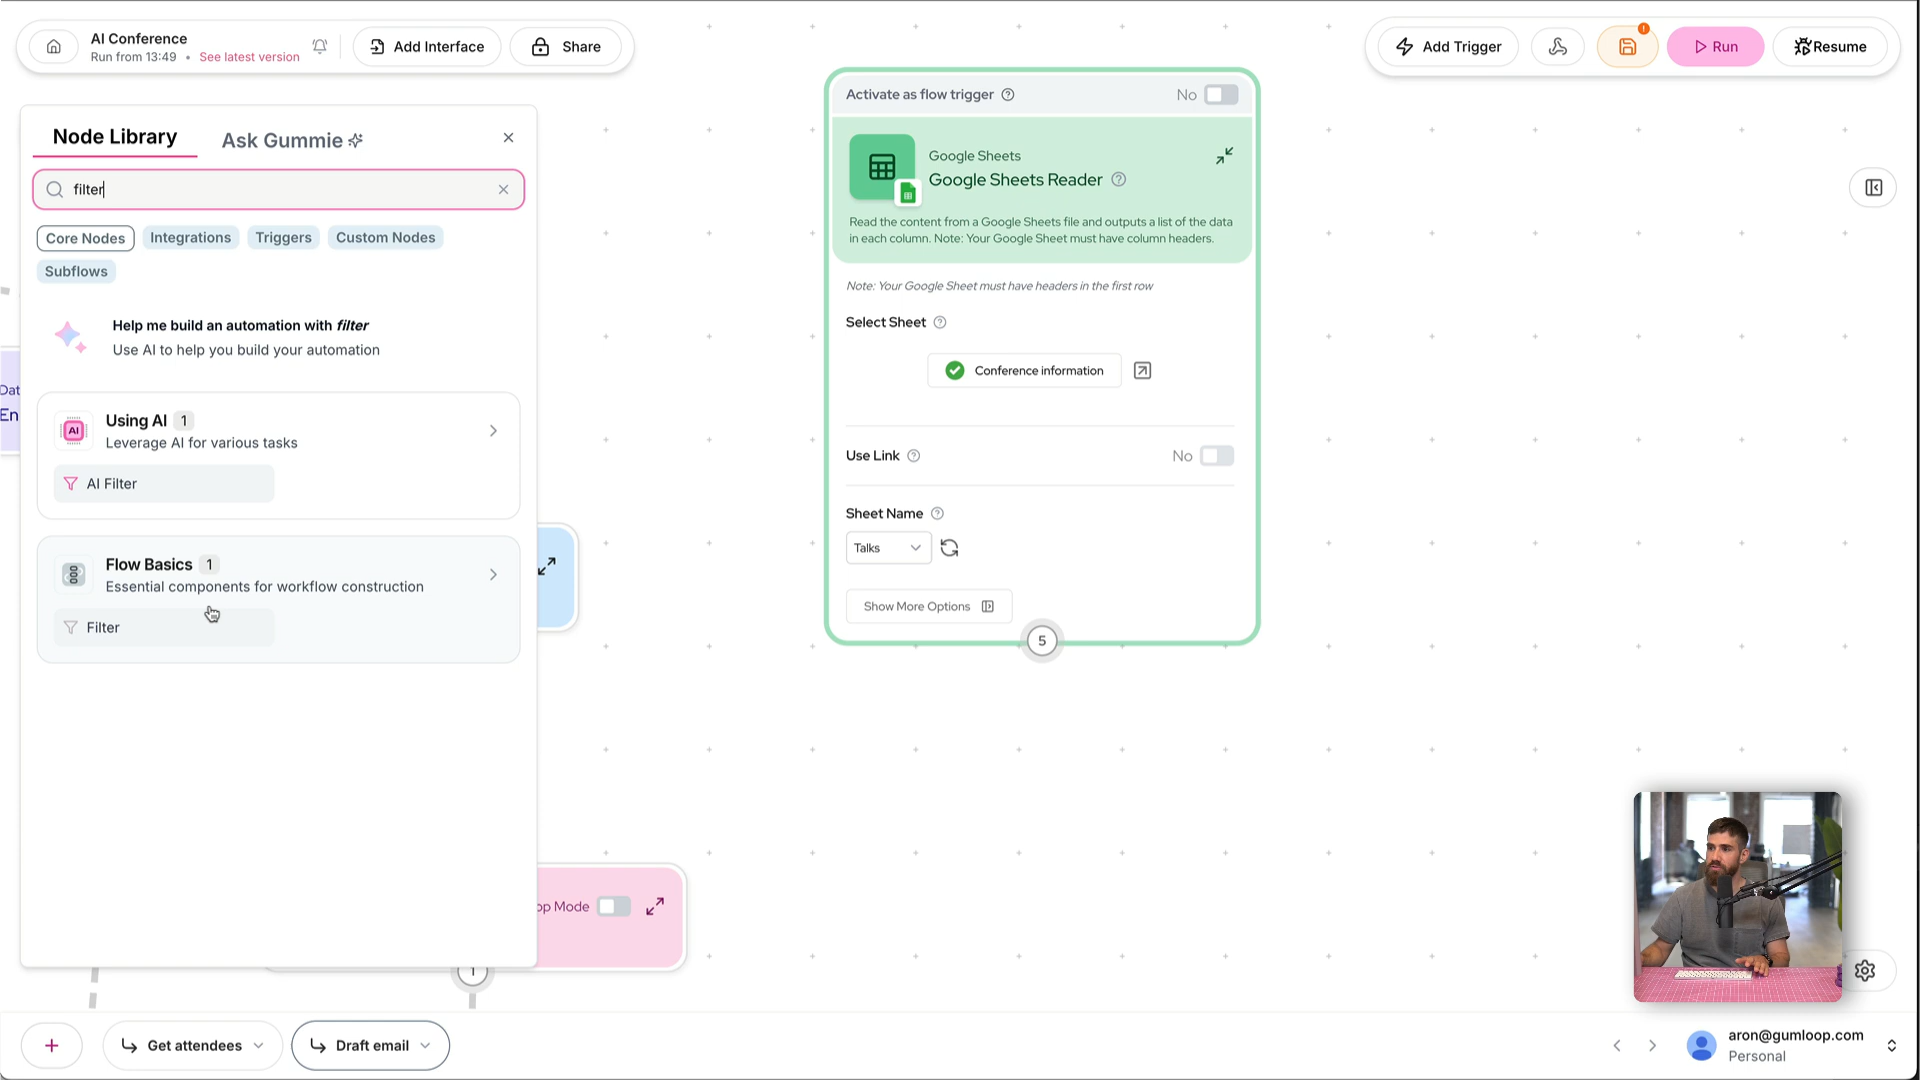 AI Conference
Run from 13:49 • See latest version
Add Interface
Share
Add Trigger
Run
Resume
Node Library
Ask Gummie
filter
Core Nodes
Integrations
Triggers
Custom Nodes
Subflows
Help me build an automation with filter
Use AI to help you build your automation
Using AI 1
Leverage AI for various tasks
AI Filter
Flow Basics 1
Essential components for workflow construction
Filter
Dat
En
Activate as flow trigger
No
Google Sheets
Google Sheets Reader
Read the content from a Google Sheets file and outputs a list of the data
in each column. Note: Your Google Sheet must have column headers.
Note: Your Google Sheet must have headers in the first row
Select Sheet
Conference information
Use Link
No
Sheet Name
Talks
Show More Options
5
op Mode
1
Get attendees
Draft email
aron@gumloop.com
Personal